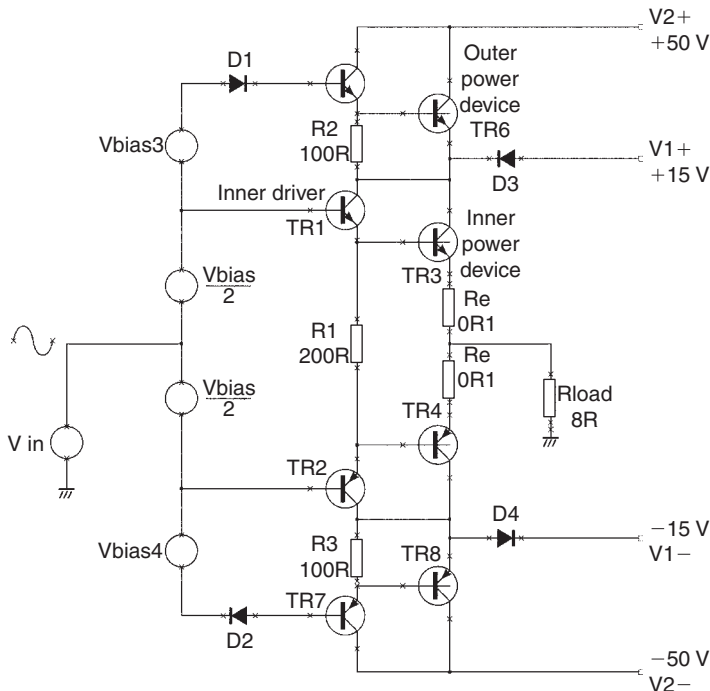 V2+
+50 V
D1
Outer
power
device
TR6
Vbias3
R2
100R
V1+
+15 V
D3
Inner driver
TR1
Inner
power
device
TR3
Vbias
2
Re
0R1
R1
200R
Re
0R1
Vbias
2
Rload
8R
V in
TR4
TR2
D4
−15 V
V1−
Vbias4
R3
100R
TR8
TR7
D2
−50 V
V2−